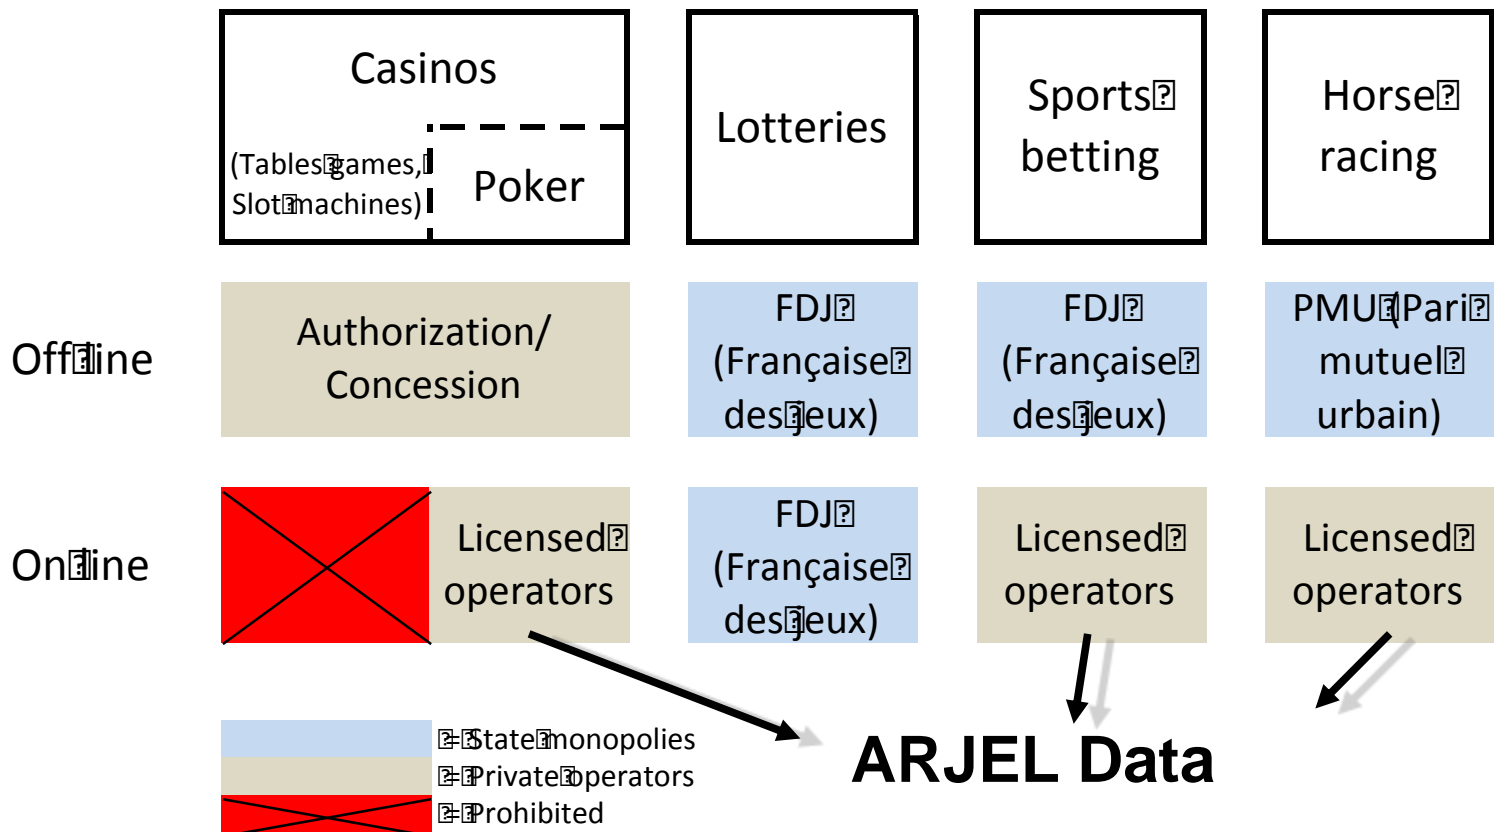 Casinos
(Tables games,
Slot machines)
Poker
Lotteries
Sports
betting
Horse
racing
Off line
Authorization/
Concession
FDJ
(Française
des jeux)
FDJ
(Française
des jeux)
PMU (Pari
mutuel
urbain)
On line
Licensed
operators
FDJ
(Française
des jeux)
Licensed
operators
Licensed
operators
= State monopolies
= Private operators
= Prohibited
ARJEL Data